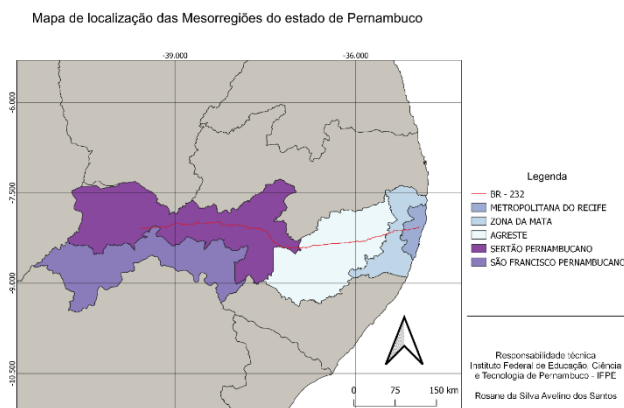 Mapa de localização das Mesorregiões do estado de Pernambuco
-39.000
-36.000
-6.000
-7.500
-9.000
-10.500
Legenda
BR - 232
METROPOLITANA DO RECIFE
ZONA DA MATA
AGRESTE
SERTÃO PERNAMBUCANO
SÃO FRANCISCO PERNAMBUCANO
0
75
150 km
Responsabilidade técnica
Instituto Federal de Educação, Ciência
e Tecnologia de Pernambuco - IFPE
Rosane da Silva Avelino dos Santos